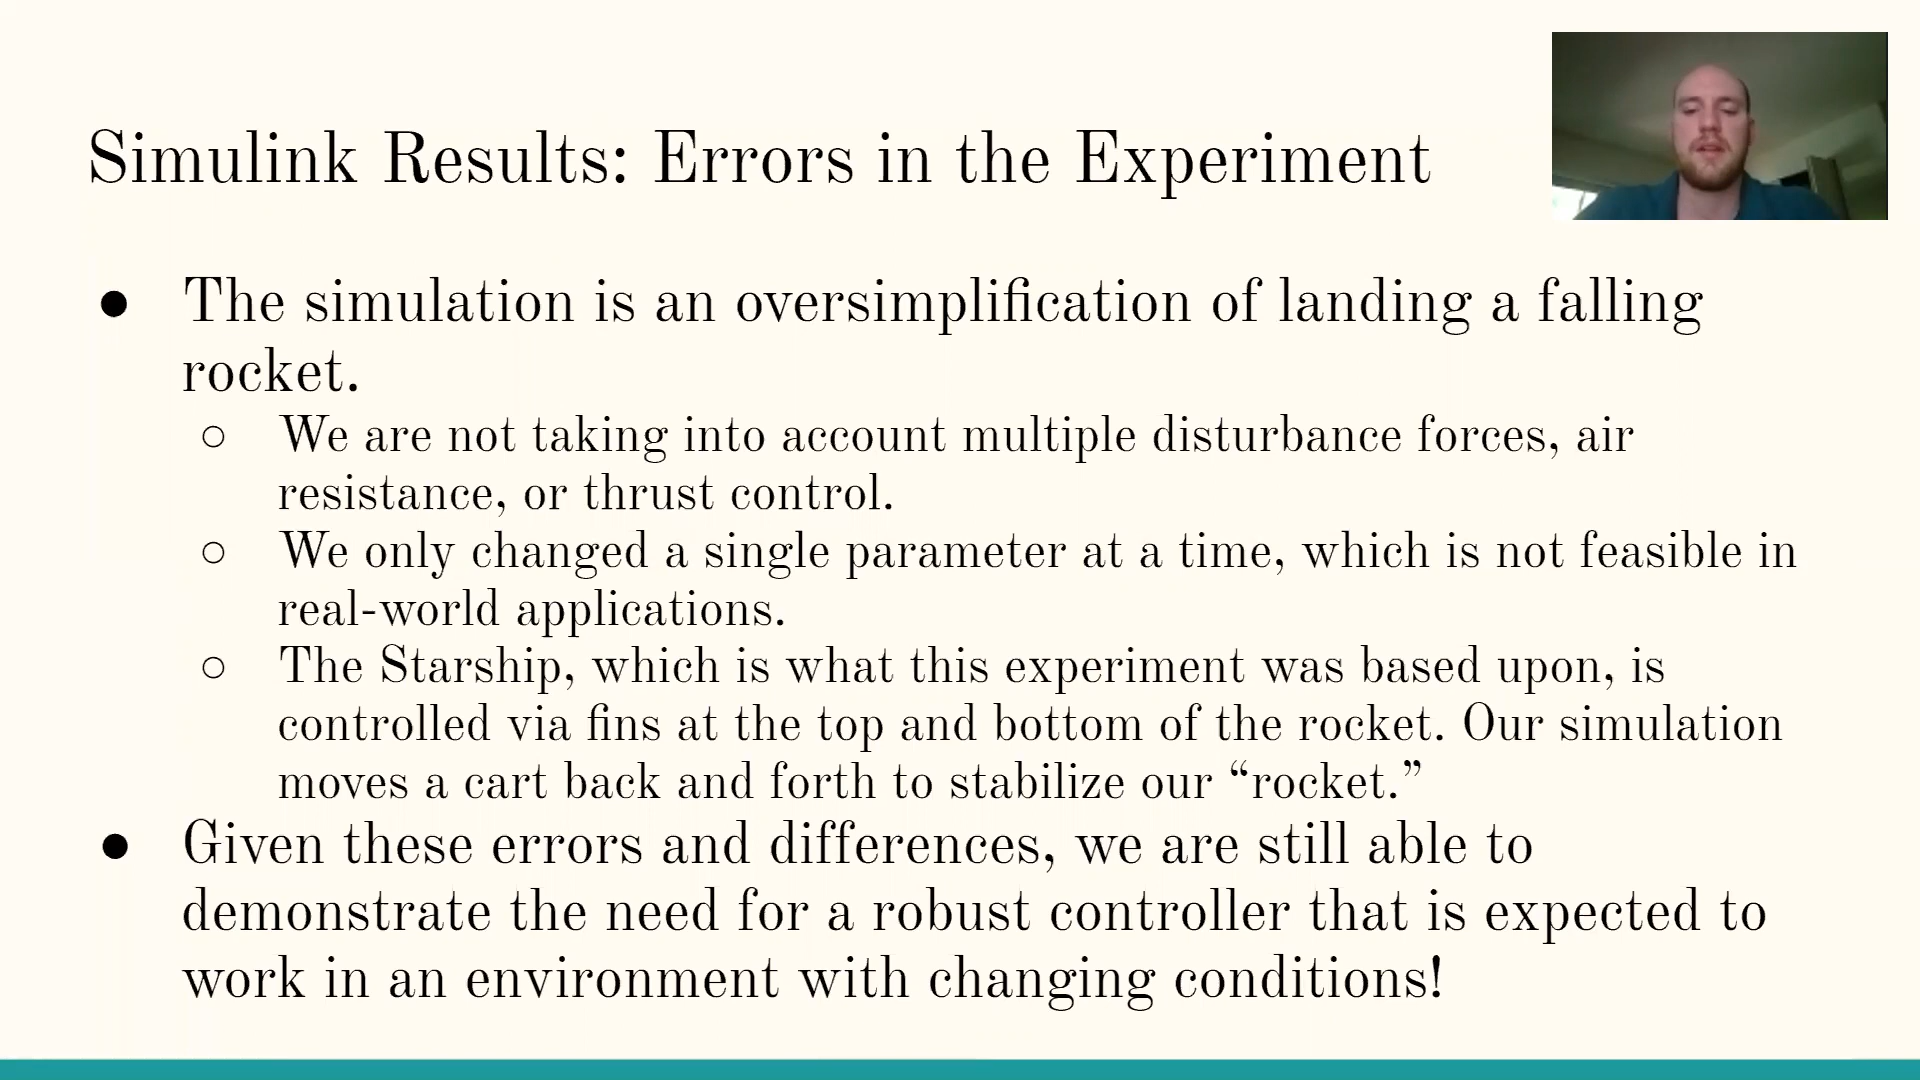 Simulink Results: Errors in the Experiment
● The simulation is an oversimplification of landing a falling
rocket.
○ We are not taking into account multiple disturbance forces, air
resistance, or thrust control.
○ We only changed a single parameter at a time, which is not feasible in
real-world applications.
○ The Starship, which is what this experiment was based upon, is
controlled via fins at the top and bottom of the rocket. Our simulation
moves a cart back and forth to stabilize our “rocket.”
● Given these errors and differences, we are still able to
demonstrate the need for a robust controller that is expected to
work in an environment with changing conditions!